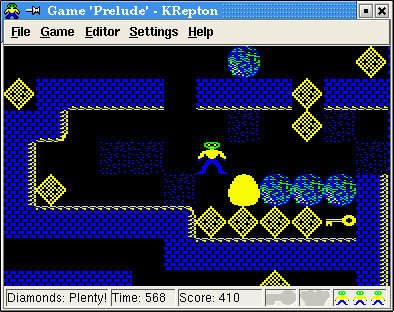 Game 'Prelude' - KRepton
File Game Editor Settings Help
Diamonds: Plenty! Time: 568 Score: 410